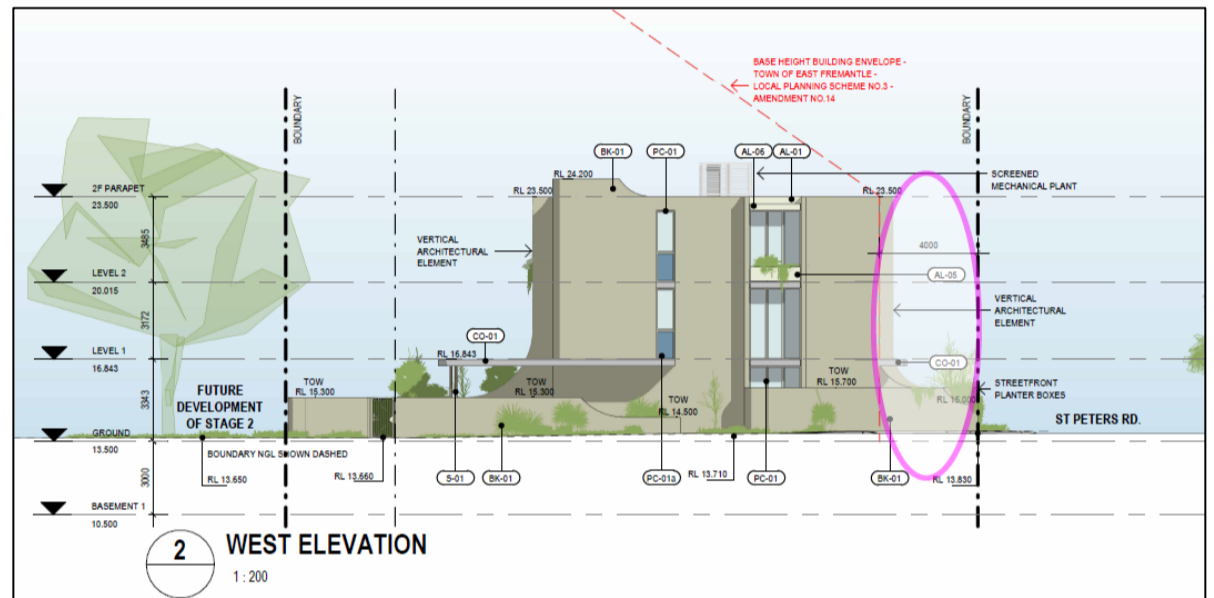 BASE HEIGHT BUILDING ENVELOPE -
TOWN OF EAST FREMANTLE -
LOCAL PLANNING SCHEME NO.3 -
AMENDMENT NO.14
BOUNDARY
BOUNDARY
BK-01
PC-01
AL-06
AL-01
SCREENED
MECHANICAL PLANT
RL 24.200
RL 23.500
RL 23.500
2F PARAPET
23.500
3485
VERTICAL
ARCHITECTURAL
ELEMENT
4000
AL-05
LEVEL 2
20.015
3172
VERTICAL
ARCHITECTURAL
ELEMENT
CO-01
RL 16.843
CO-01
LEVEL 1
16.843
3343
FUTURE
DEVELOPMENT
OF STAGE 2
TOW
RL 15.300
TOW
RL 15.300
TOW
RL 14.500
TOW
RL 15.700
RL 16.000
STREETFRONT
PLANTER BOXES
ST PETERS RD.
GROUND
13.500
BOUNDARY NGL SHOWN DASHED
RL 13.650
RL 13.660
S-01
BK-01
PC-01a
RL 13.710
PC-01
BK-01
RL 13.830
3000
BASEMENT 1
10.500
2
WEST ELEVATION
1 : 200